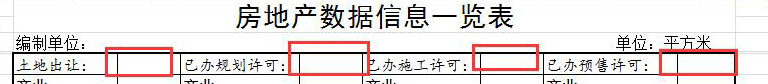 房地产数据信息一览表
编制单位： 单位：平方米
土地出让： 已办规划许可： 已办施工许可： 已办预售许可：